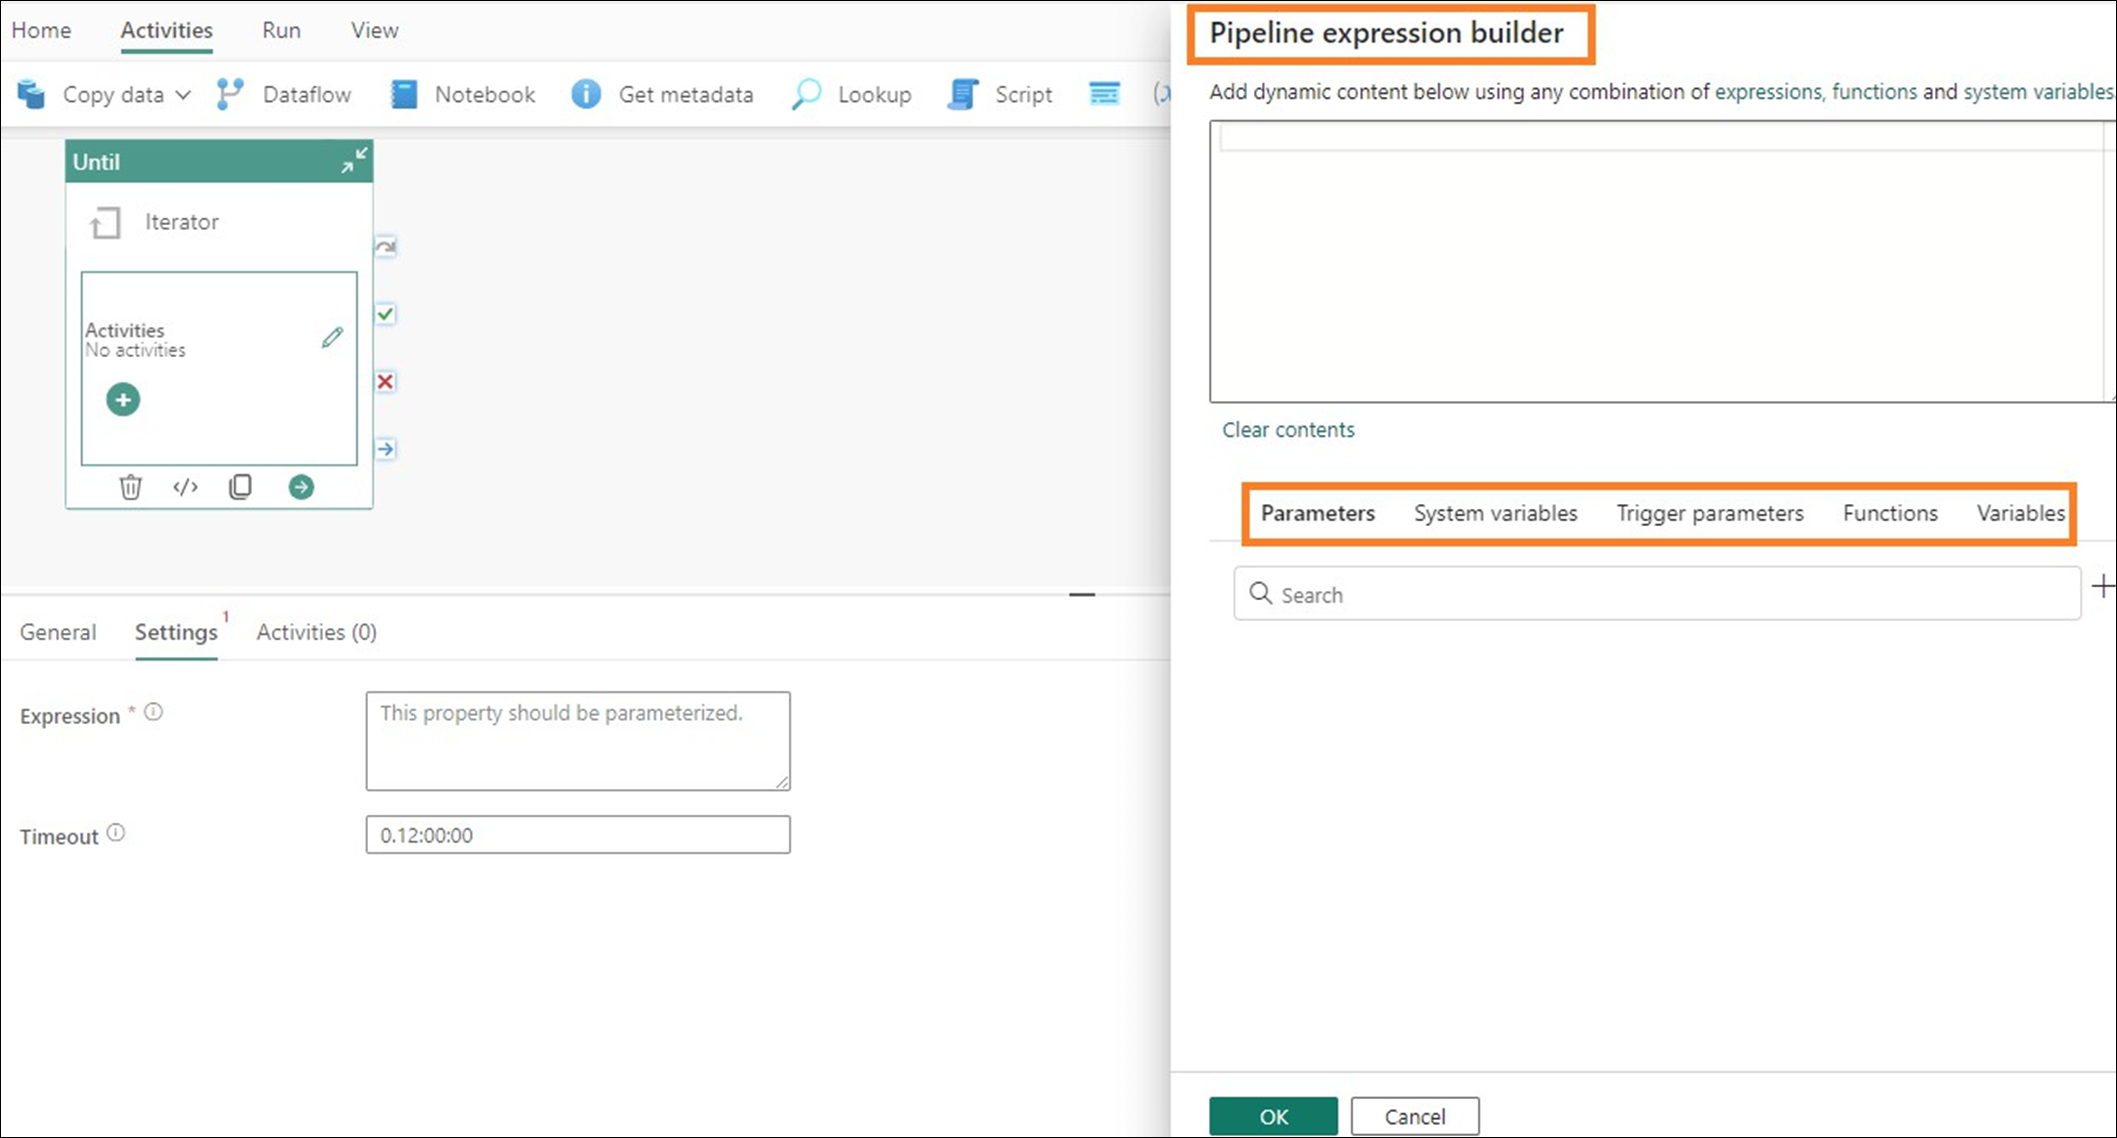 Home Activities Run View
Copy data Dataflow Notebook Get metadata Lookup Script
Until
Iterator
Activities
No activities
General Settings 1 Activities (0)
Expression * This property should be parameterized.
Timeout 0.12:00:00
Pipeline expression builder
Add dynamic content below using any combination of expressions, functions and system variables.
Clear contents
Parameters System variables Trigger parameters Functions Variables
Search
OK Cancel